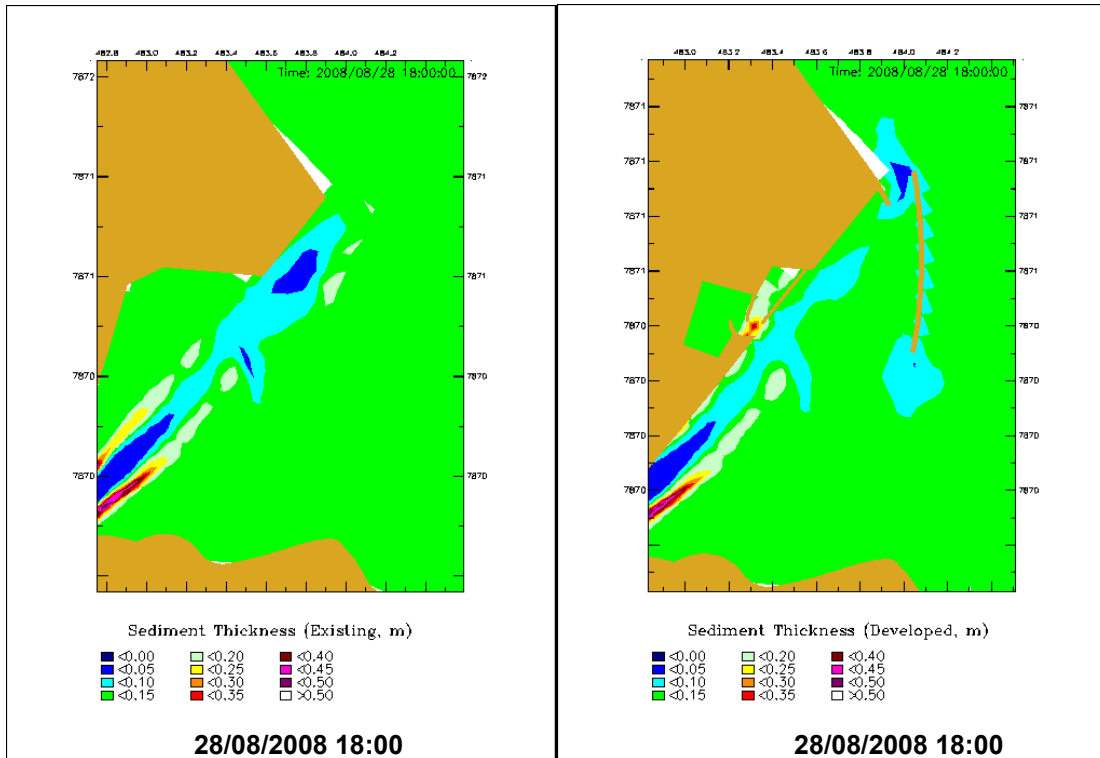 482.8 483.0 483.2 483.4 483.6 483.8 484.0 484.2
Time: 2008/08/28 18:00:00
7872 7872
7871 7871
7871 7871
7870 7870
7870 7870
Sediment Thickness (Existing, m)
<0.00 <0.20 <0.40
<0.05 <0.25 <0.45
<0.10 <0.30 <0.50
<0.15 <0.35 >0.50
28/08/2008 18:00
483.0 483.2 483.4 483.6 483.8 484.0 484.2
Time: 2008/08/28 18:00:00
7871 7871
7871 7871
7871 7871
7871 7871
7870 7870
7870 7870
7870 7870
7870 7870
Sediment Thickness (Developed, m)
<0.00 <0.20 <0.40
<0.05 <0.25 <0.45
<0.10 <0.30 <0.50
<0.15 <0.35 >0.50
28/08/2008 18:00